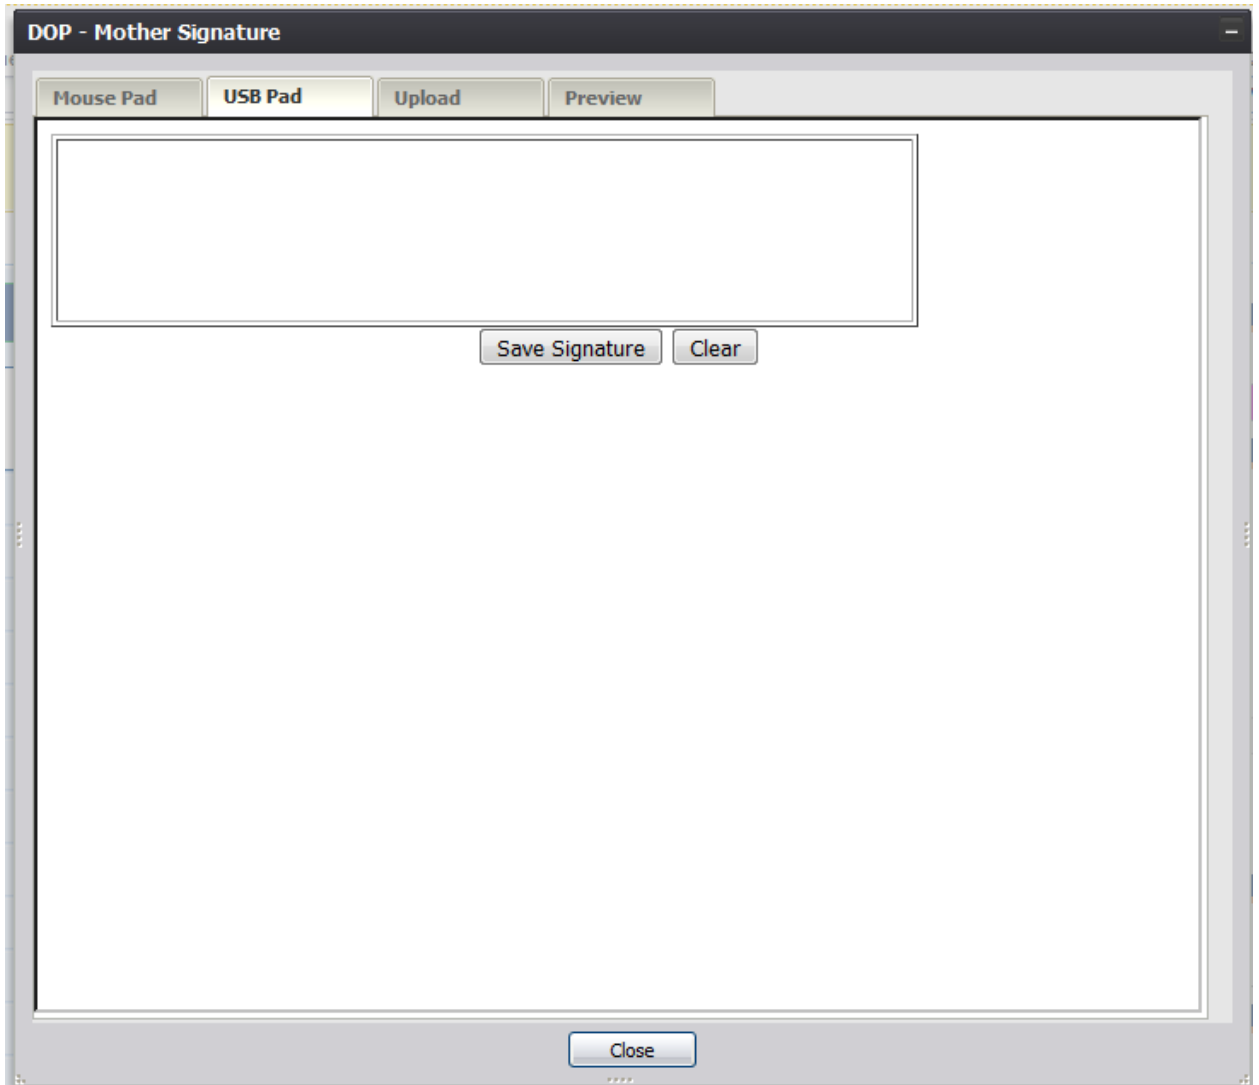 DOP - Mother Signature
Mouse Pad USB Pad Upload Preview
Save Signature Clear
Close